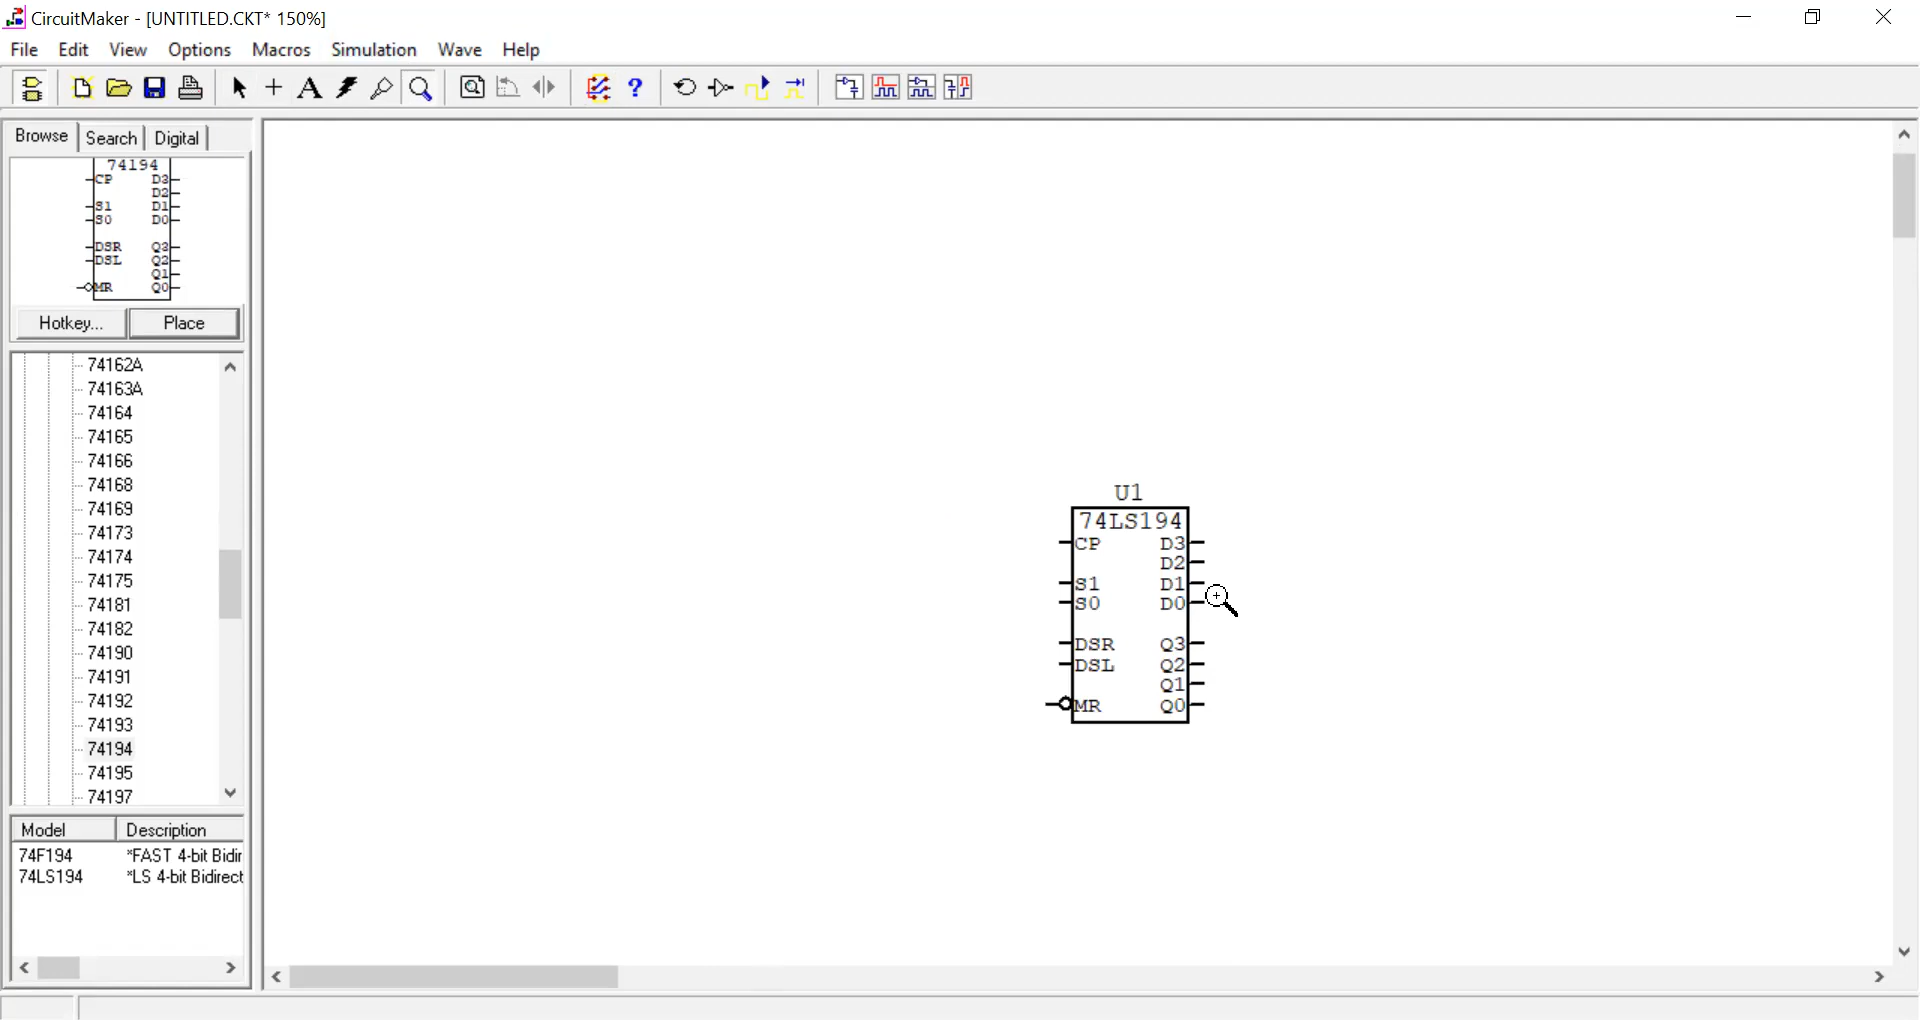 CircuitMaker - [UNTITLED.CKT* 150%]
File Edit View Options Macros Simulation Wave Help
A ?
Browse Search Digital
74194
CP D3
D2
S1 D1
S0 D0
DSR Q3
DSL Q2
Q1
MR Q0
Hotkey... Place
74162A
74163A
74164
74165
74166
74168
74169
74173
74174
74175
74181
74182
74190
74191
74192
74193
74194
74195
74197
Model Description
74F194 *FAST 4-bit Bidir
74LS194 *LS 4-bit Bidirect
U1
74LS194
CP D3
D2
S1 D1
S0 D0
DSR Q3
DSL Q2
Q1
MR Q0